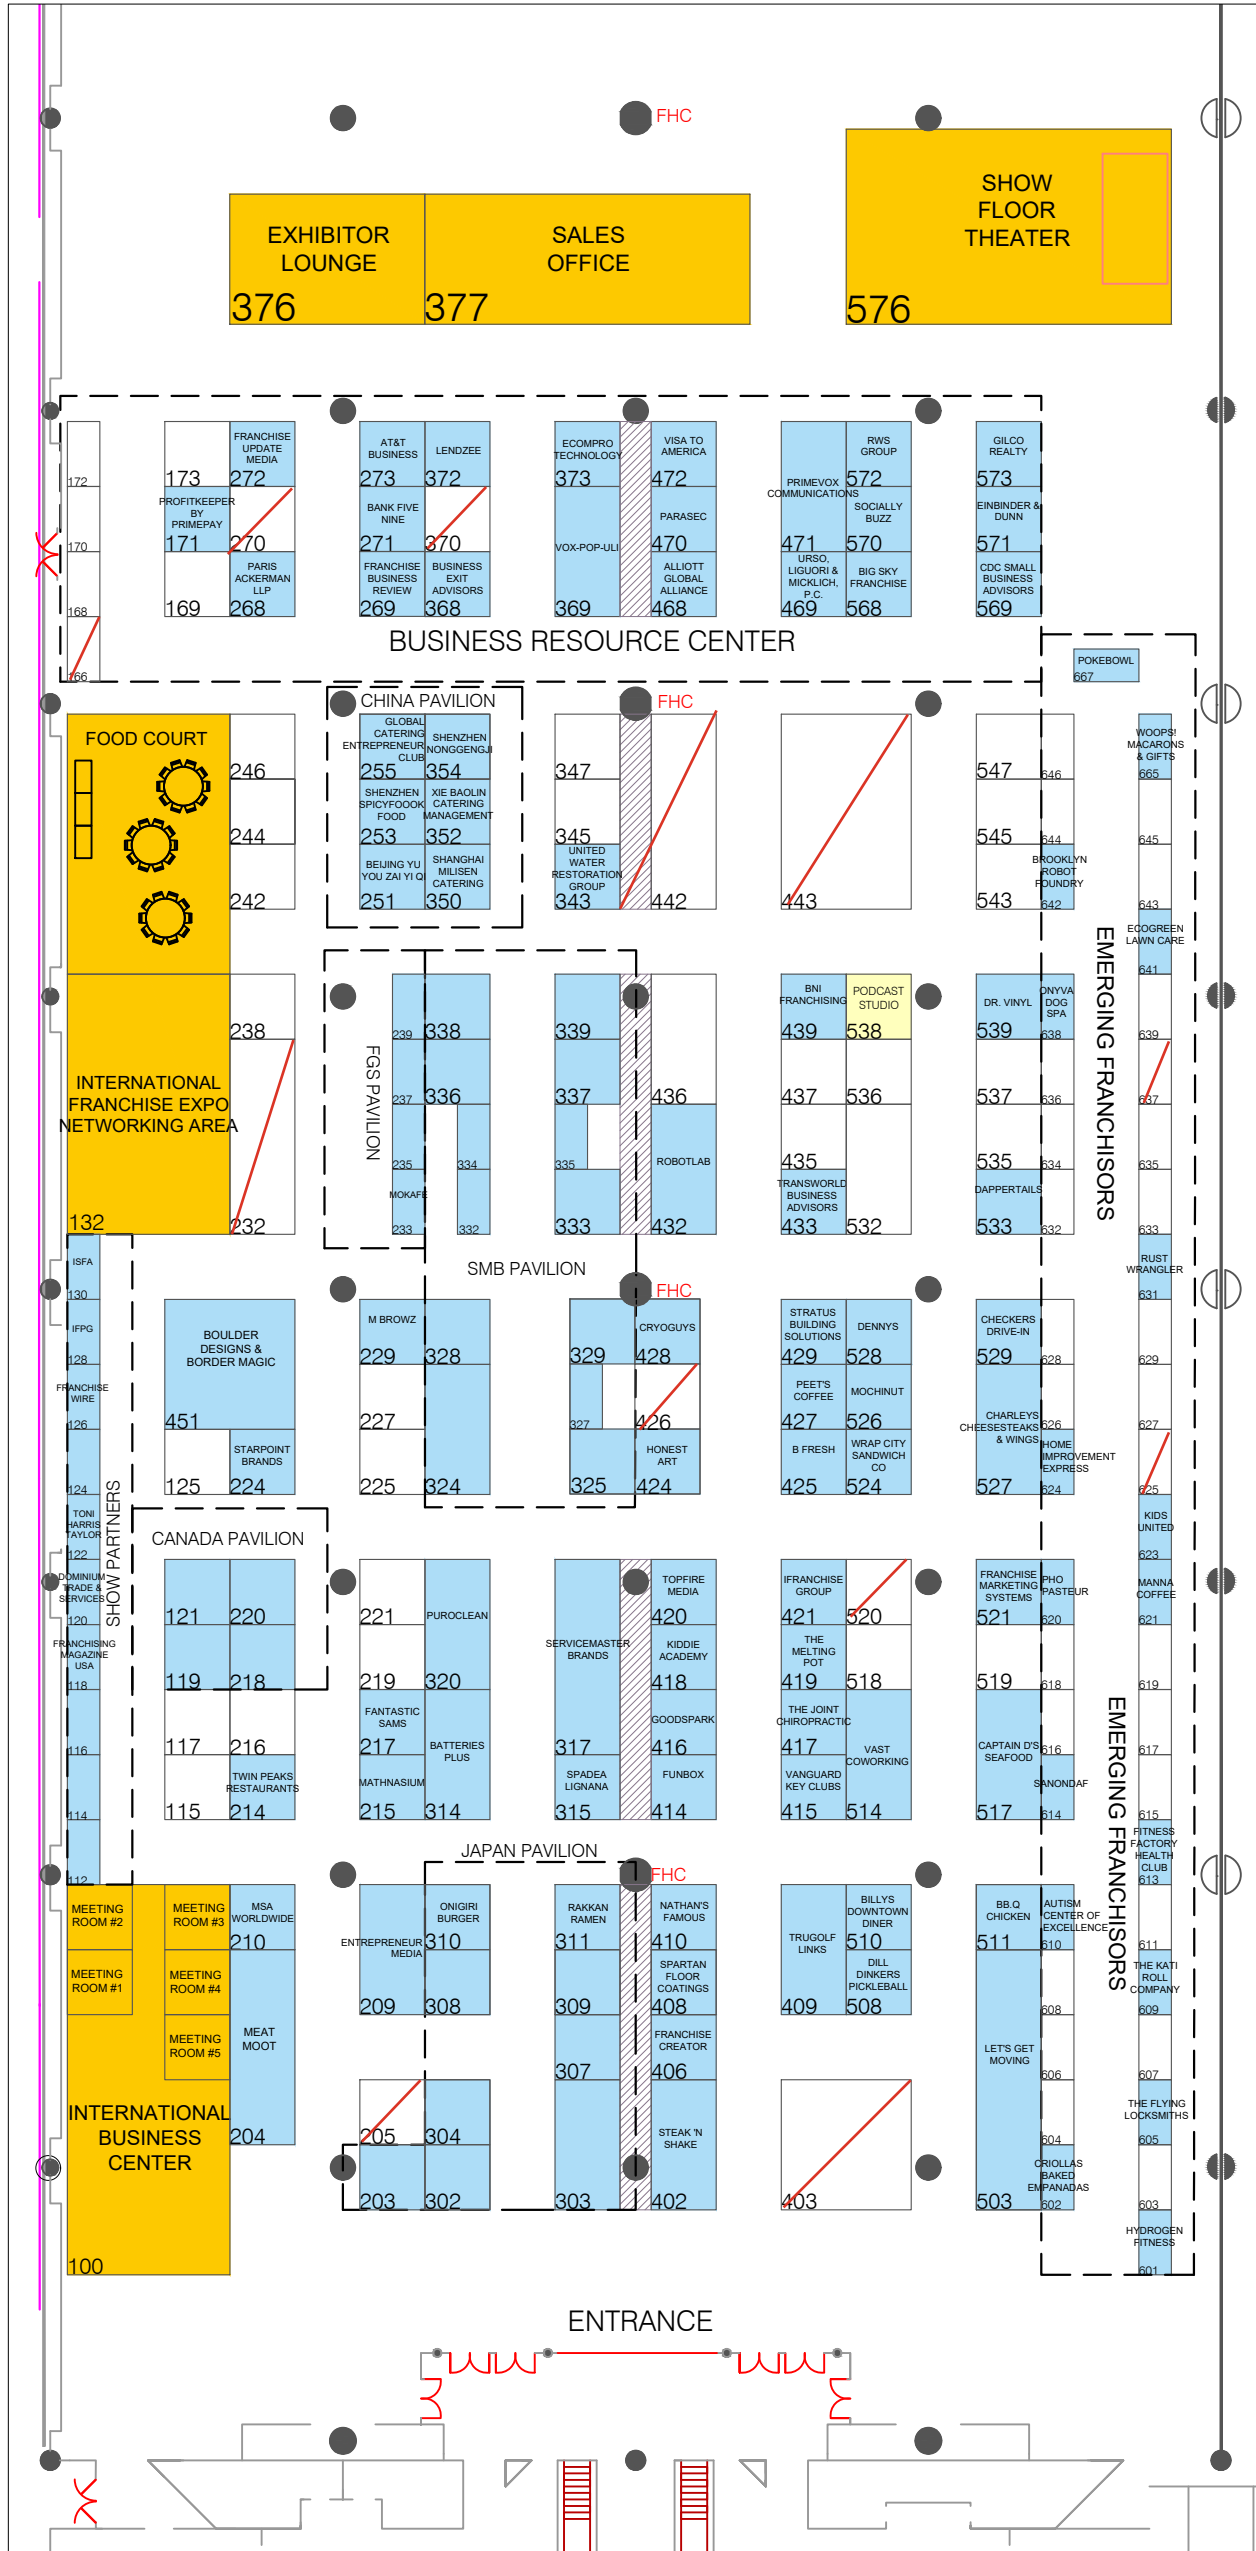 FHC
SHOW
FLOOR
THEATER
576
EXHIBITOR
LOUNGE
376
SALES
OFFICE
377
172
170
168
166
173
FRANCHISE
UPDATE
MEDIA
272
PROFITKEEPER
BY
PRIMEPAY
171
270
169
PARIS
ACKERMAN
LLP
268
AT&T
BUSINESS
273
LENDZEE
372
BANK FIVE
NINE
271
370
FRANCHISE
BUSINESS
REVIEW
269
BUSINESS
EXIT
ADVISORS
368
ECOMPRO
TECHNOLOGY
373
VISA TO
AMERICA
472
VOX-POP-ULI
369
PARASEC
470
ALLIOTT
GLOBAL
ALLIANCE
468
PRIMEVOX
COMMUNICATIONS
471
RWS
GROUP
572
SOCIALLY
BUZZ
570
URSO,
LIGUORI &
MICKLICH,
P.C.
469
BIG SKY
FRANCHISE
568
GILCO
REALTY
573
EINBINDER &
DUNN
571
CDC SMALL
BUSINESS
ADVISORS
569
BUSINESS RESOURCE CENTER
POKEBOWL
667
FOOD COURT
246
244
242
CHINA PAVILION
GLOBAL
CATERING
ENTREPRENEUR
CLUB
255
SHENZHEN
NONGGENGJI
354
SHENZHEN
SPICYFOOOK
FOOD
253
XIE BAOLIN
CATERING
MANAGEMENT
352
BEIJING YU
YOU ZAI YI QI
251
SHANGHAI
MILISEN
CATERING
350
FHC
347
345
UNITED
WATER
RESTORATION
GROUP
343
442
443
547
545
543
646
644
BROOKLYN
ROBOT
FOUNDRY
642
WOOPS!
MACARONS
& GIFTS
665
645
643
ECOGREEN
LAWN CARE
641
EMERGING FRANCHISORS
INTERNATIONAL
FRANCHISE EXPO
NETWORKING AREA
132
238
232
FGS PAVILION
239
237
235
MOKAFE
233
338
336
334
332
339
337
335
333
436
ROBOTLAB
432
BNI
FRANCHISING
439
PODCAST
STUDIO
538
437
536
435
TRANSWORLD
BUSINESS
ADVISORS
433
532
DR. VINYL
539
ONYVA
DOG
SPA
638
537
636
535
634
DAPPERTAILS
533
632
639
637
635
633
RUST
WRANGLER
631
SMB PAVILION
FHC
ISFA
130
IFPG
128
FRANCHISE
WIRE
126
124
TONI
HARRIS
TAYLOR
122
DOMINIUM
TRADE &
SERVICES
120
FRANCHISING
MAGAZINE
USA
118
116
114
112
SHOW PARTNERS
BOULDER
DESIGNS &
BORDER MAGIC
451
125
STARPOINT
BRANDS
224
M BROWZ
229
328
227
225
324
329
CRYOGUYS
428
327
426
325
HONEST
ART
424
STRATUS
BUILDING
SOLUTIONS
429
DENNYS
528
PEET'S
COFFEE
427
MOCHINUT
526
B FRESH
425
WRAP CITY
SANDWICH
CO
524
CHECKERS
DRIVE-IN
529
628
CHARLEYS
CHEESESTEAKS
& WINGS
527
626
HOME
IMPROVEMENT
EXPRESS
624
629
627
625
KIDS
UNITED
623
CANADA PAVILION
121
220
119
218
117
216
115
TWIN PEAKS
RESTAURANTS
214
221
PUROCLEAN
320
219
FANTASTIC
SAMS
217
BATTERIES
PLUS
314
MATHNASIUM
215
SERVICEMASTER
BRANDS
317
SPADEA
LIGNANA
315
TOPFIRE
MEDIA
420
KIDDIE
ACADEMY
418
GOODSPARK
416
FUNBOX
414
IFRANCHISE
GROUP
421
520
THE
MELTING
POT
419
518
THE JOINT
CHIROPRACTIC
417
VAST
COWORKING
514
VANGUARD
KEY CLUBS
415
FRANCHISE
MARKETING
SYSTEMS
521
PHO
PASTEUR
620
519
618
CAPTAIN D'S
SEAFOOD
517
616
SANONDAF
614
MANNA
COFFEE
621
619
617
615
FITNESS
FACTORY
HEALTH
CLUB
613
EMERGING FRANCHISORS
JAPAN PAVILION
FHC
MEETING
ROOM #2
MEETING
ROOM #3
MEETING
ROOM #1
MEETING
ROOM #4
MEETING
ROOM #5
INTERNATIONAL
BUSINESS
CENTER
100
MSA
WORLDWIDE
210
MEAT
MOOT
204
ENTREPRENEUR
MEDIA
209
ONIGIRI
BURGER
310
308
205
304
203
302
RAKKAN
RAMEN
311
309
307
303
NATHAN'S
FAMOUS
410
SPARTAN
FLOOR
COATINGS
408
FRANCHISE
CREATOR
406
STEAK 'N
SHAKE
402
TRUGOLF
LINKS
409
BILLYS
DOWNTOWN
DINER
510
DILL
DINKERS
PICKLEBALL
508
403
BB.Q
CHICKEN
511
AUTISM
CENTER OF
EXCELLENCE
610
LET'S GET
MOVING
503
608
606
604
CRIOLLAS
BAKED
EMPANADAS
602
611
THE KATI
ROLL
COMPANY
609
607
THE FLYING
LOCKSMITHS
605
603
HYDROGEN
FITNESS
601
ENTRANCE